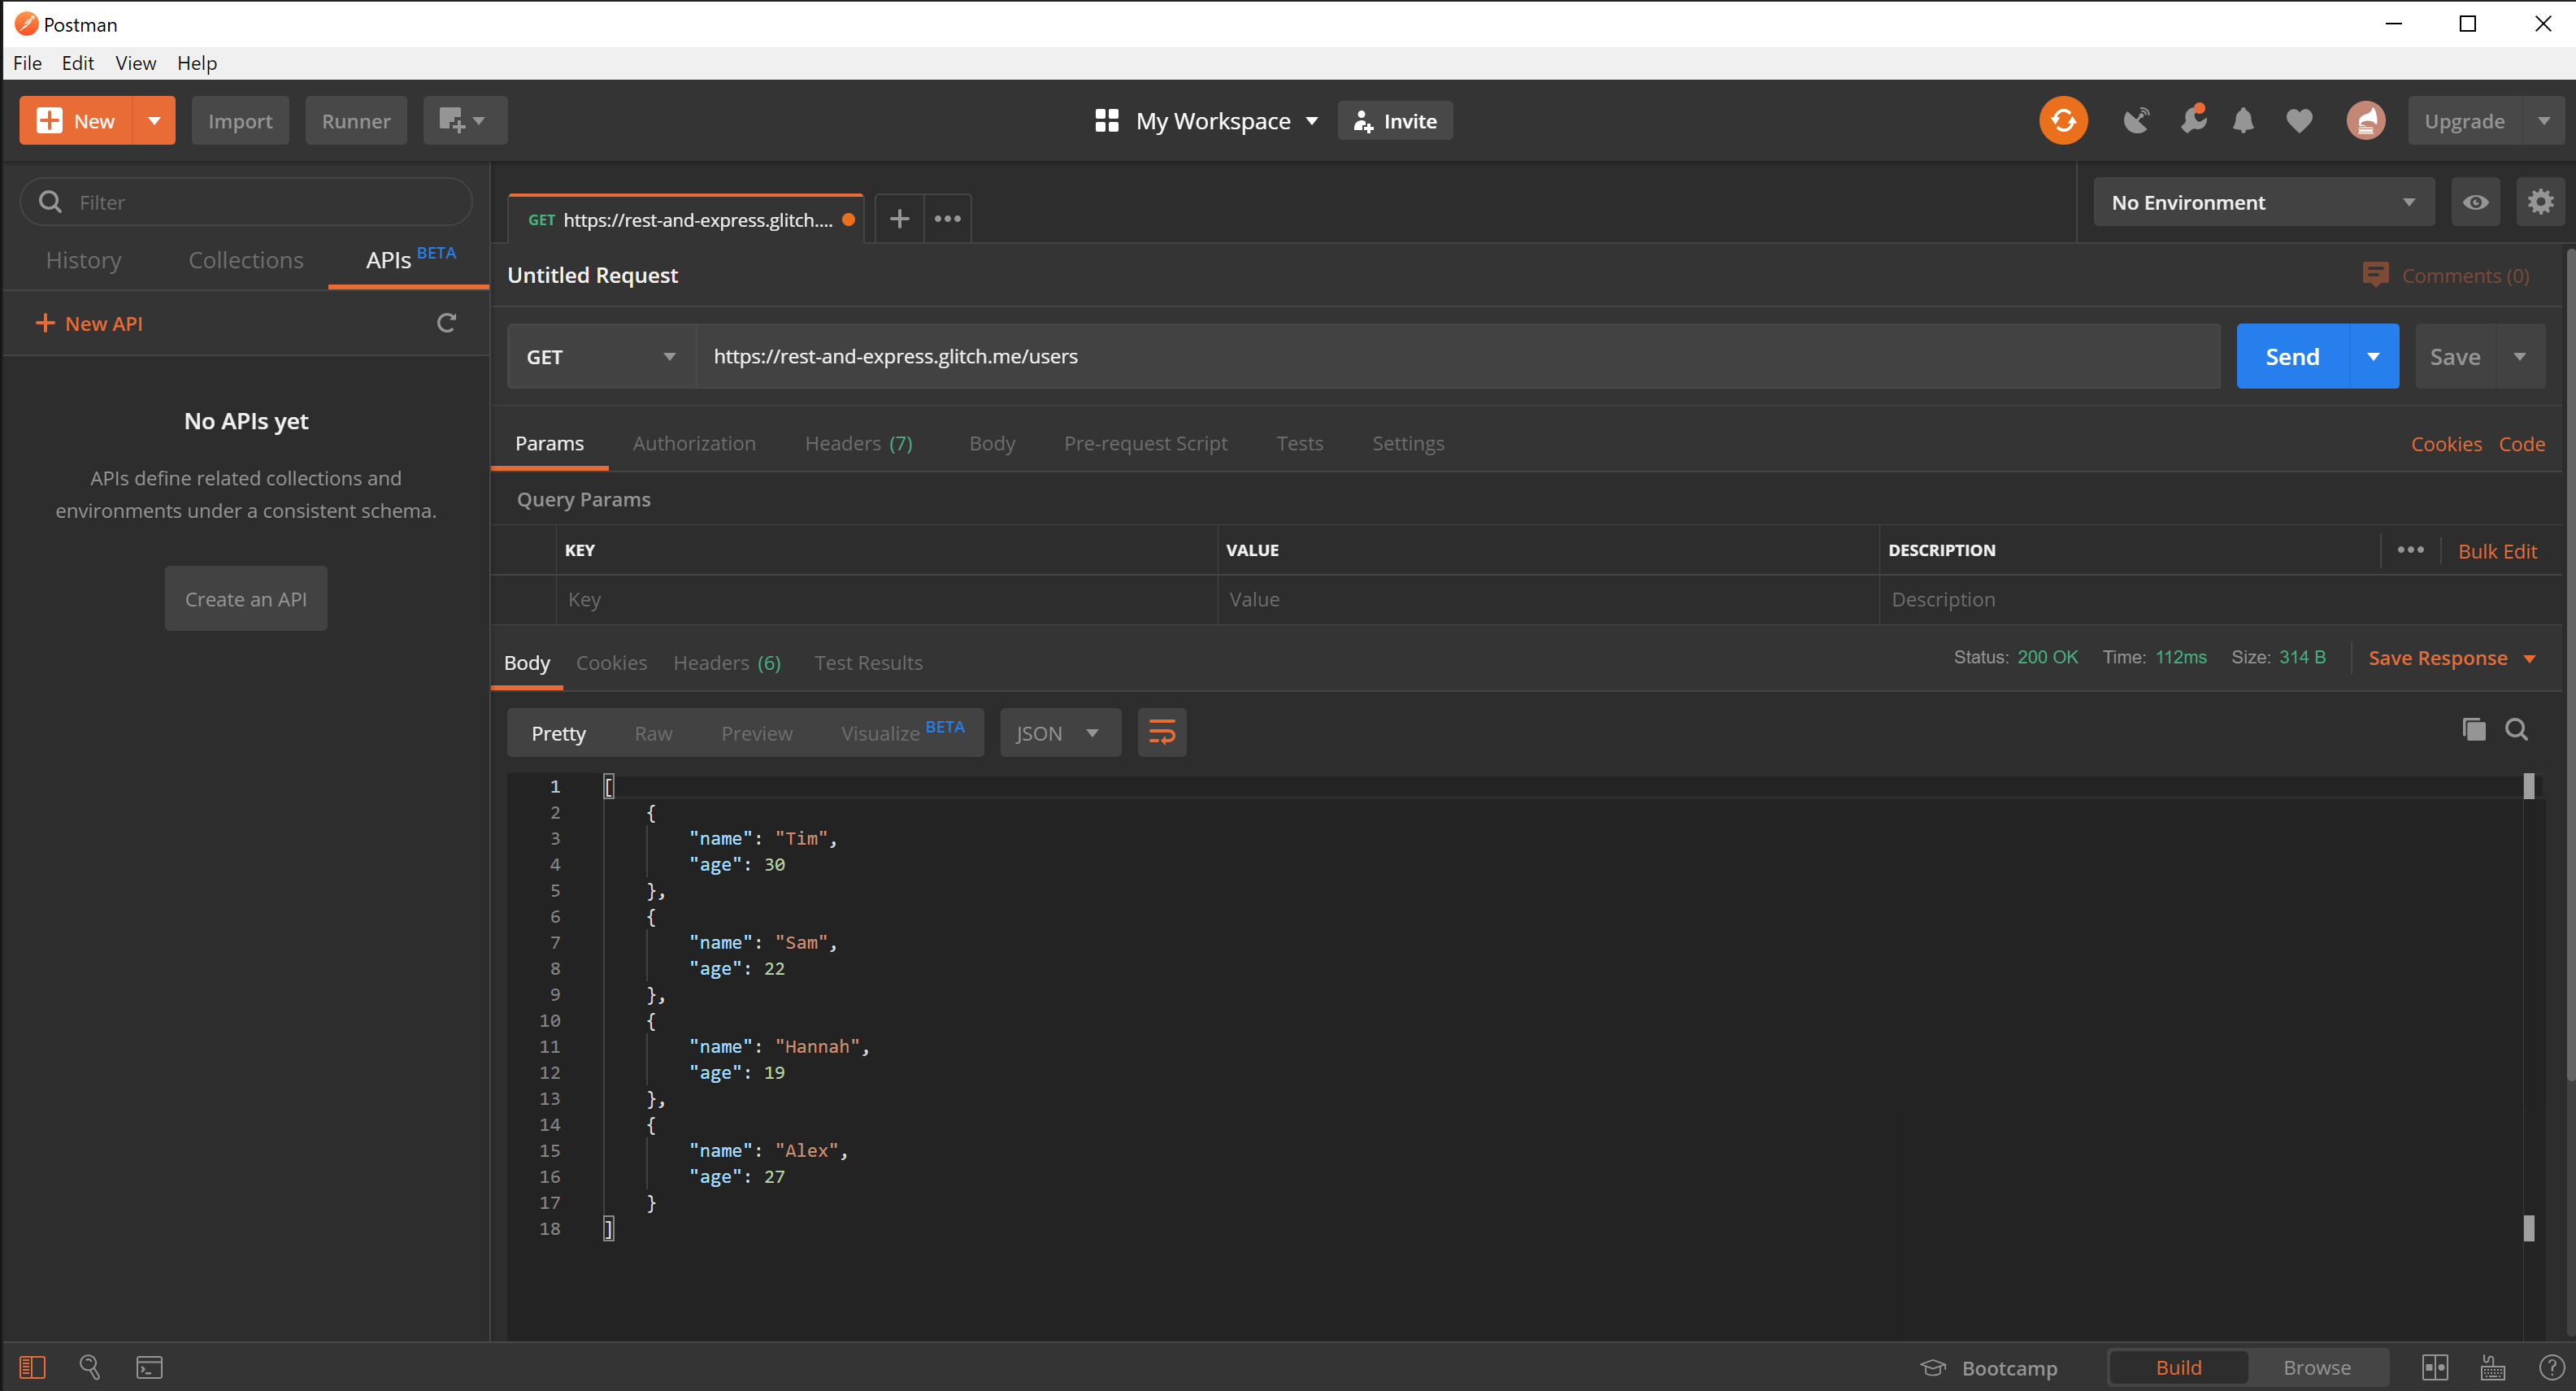 Postman
File Edit View Help
New Import Runner My Workspace Invite Upgrade
Filter
History Collections APIs BETA
New API
No APIs yet
APIs define related collections and
environments under a consistent schema.
Create an API
GET https://rest-and-express.glitch.... No Environment
Untitled Request Comments (0)
GET https://rest-and-express.glitch.me/users Send Save
Params Authorization Headers (7) Body Pre-request Script Tests Settings Cookies Code
Query Params
KEY VALUE DESCRIPTION Bulk Edit
Key Value Description
Body Cookies Headers (6) Test Results Status: 200 OK Time: 112ms Size: 314 B Save Response
Pretty Raw Preview Visualize BETA JSON
1 [
2 {
3 "name": "Tim",
4 "age": 30
5 },
6 {
7 "name": "Sam",
8 "age": 22
9 },
10 {
11 "name": "Hannah",
12 "age": 19
13 },
14 {
15 "name": "Alex",
16 "age": 27
17 }
18 ]
Bootcamp Build Browse